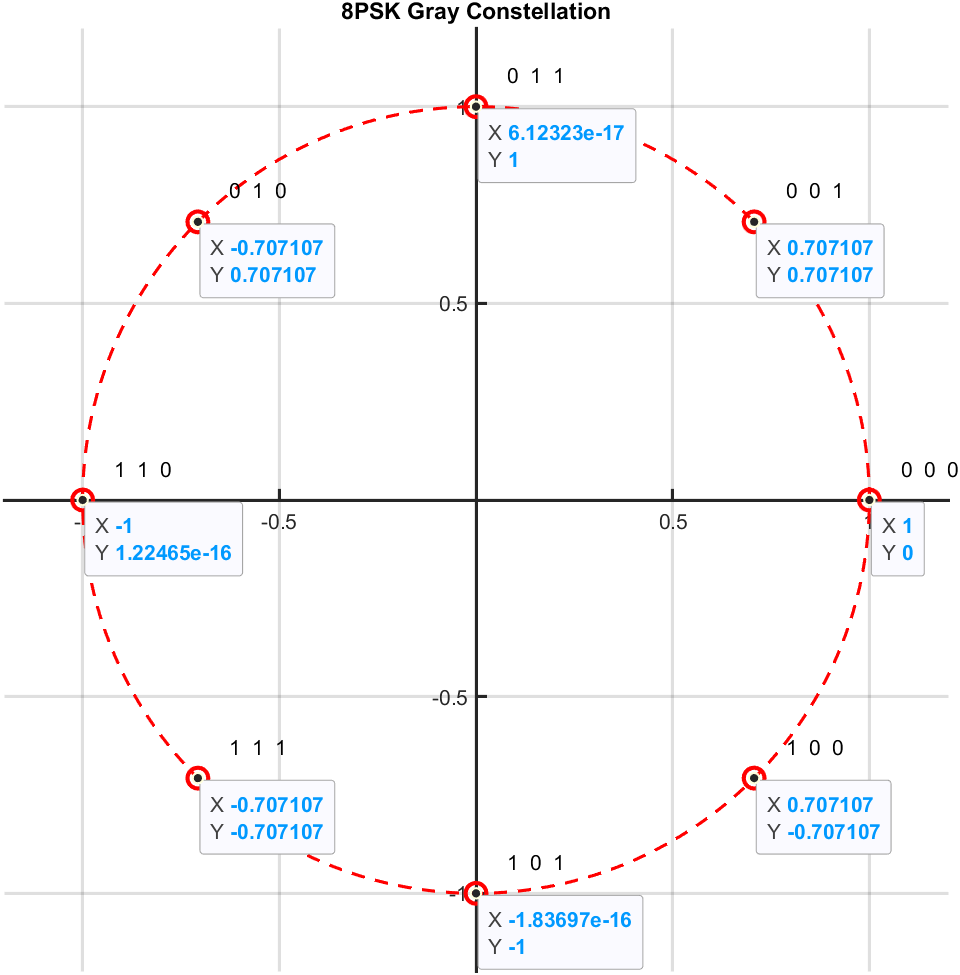 8PSK Gray Constellation
0 1 1
1
X 6.12323e-17
Y 1
0 1 0
0 0 1
X -0.707107
Y 0.707107
X 0.707107
Y 0.707107
0.5
1 1 0
0 0 0
-0.5
0.5
1
X -1
Y 1.22465e-16
X 1
Y 0
-0.5
1 1 1
1 0 0
X -0.707107
Y -0.707107
X 0.707107
Y -0.707107
1 0 1
-1
X -1.83697e-16
Y -1